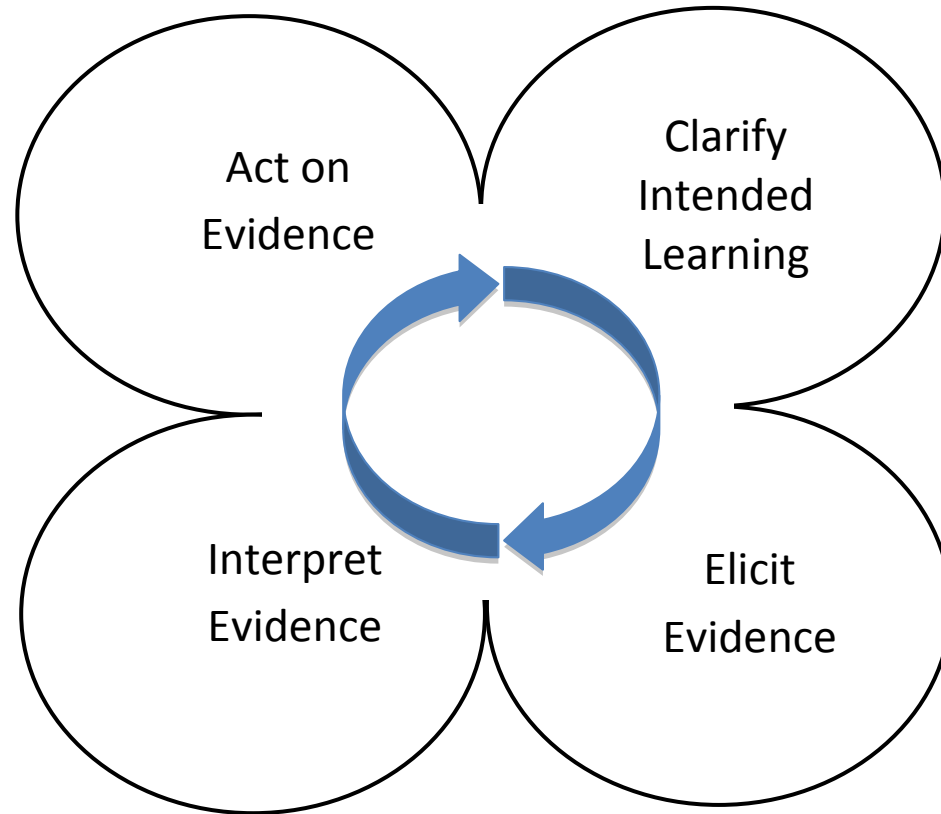 Act on
Evidence
Clarify
Intended
Learning
Interpret
Evidence
Elicit
Evidence